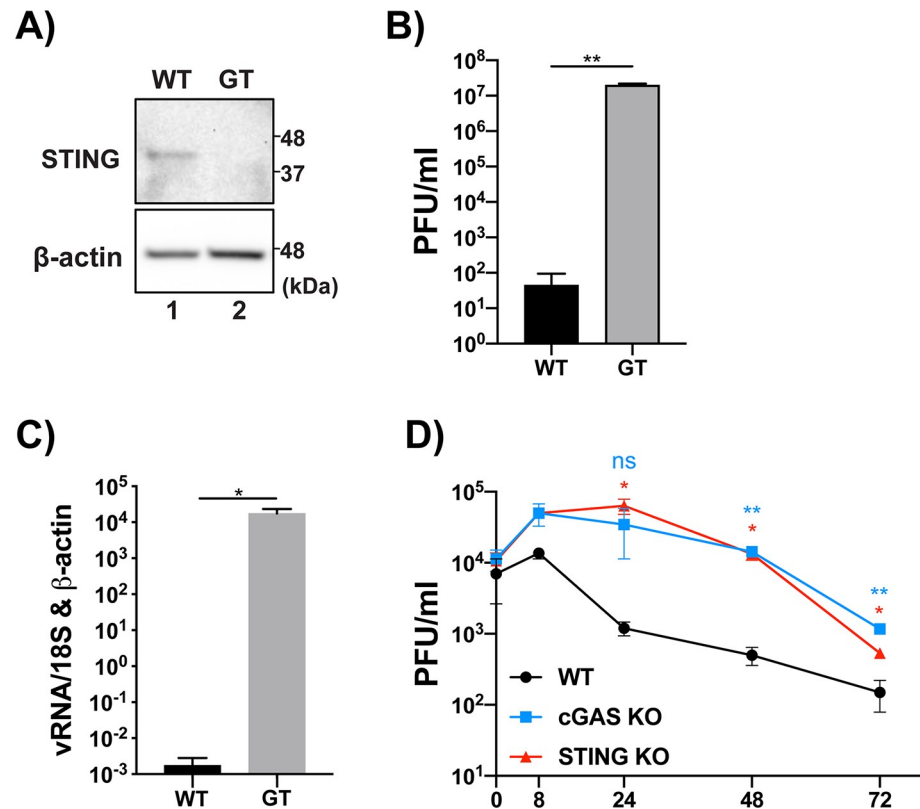 A)
WT GT
STING
48
37
β-actin
48
(kDa)
1 2
B)
PFU/ml
10⁸
10⁷
10⁶
10⁵
10⁴
10³
10²
10¹
10⁰
**
WT GT
C)
vRNA/18S & β-actin
10⁵
10⁴
10³
10²
10¹
10⁰
10⁻¹
10⁻²
10⁻³
*
WT GT
D)
PFU/ml
10⁵
10⁴
10³
10²
10¹
ns
*
**
*
**
*
WT
cGAS KO
STING KO
0 8 24 48 72